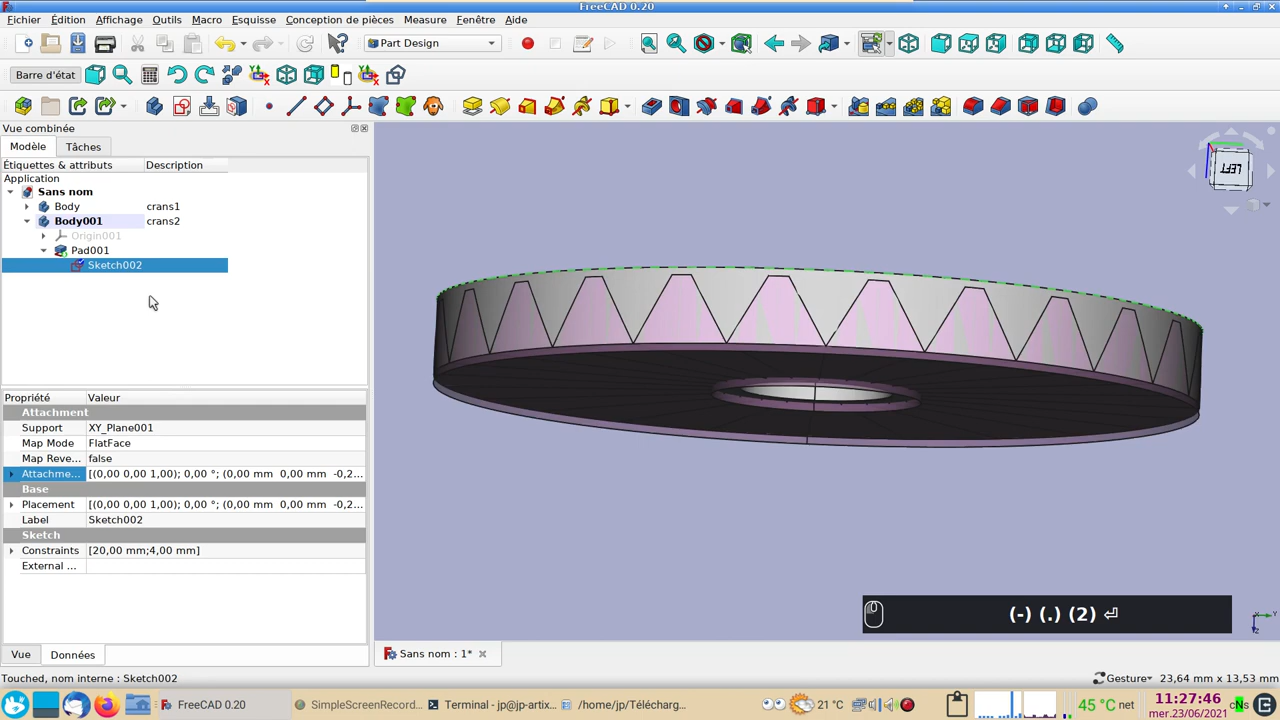 FreeCAD 0.20
Fichier Édition Affichage Outils Macro Esquisse Conception de pièces Measure Fenêtre Aide
Part Design
Barre d'état
Vue combinée
Modèle Tâches
Étiquettes & attributs Description
Application
Sans nom
Body crans1
Body001 crans2
Origin001
Pad001
Sketch002
LEFT
Propriété Valeur
Attachment
Support XY_Plane001
Map Mode FlatFace
Map Reve... false
Attachme... [(0,00 0,00 1,00); 0,00 °; (0,00 mm 0,00 mm -0,2...
Base
Placement [(0,00 0,00 1,00); 0,00 °; (0,00 mm 0,00 mm -0,2...
Label Sketch002
Sketch
Constraints [20,00 mm;4,00 mm]
External ...
(-) (.) (2) ⏎
Vue Données
Sans nom : 1*
Touched, nom interne : Sketch002
Gesture 23,64 mm x 13,53 mm
FreeCAD 0.20
SimpleScreenRecord...
Terminal - jp@jp-artix...
/home/jp/Télécharg...
21 °C
net
45 °C net
11:27:46
mer.23/06/2021